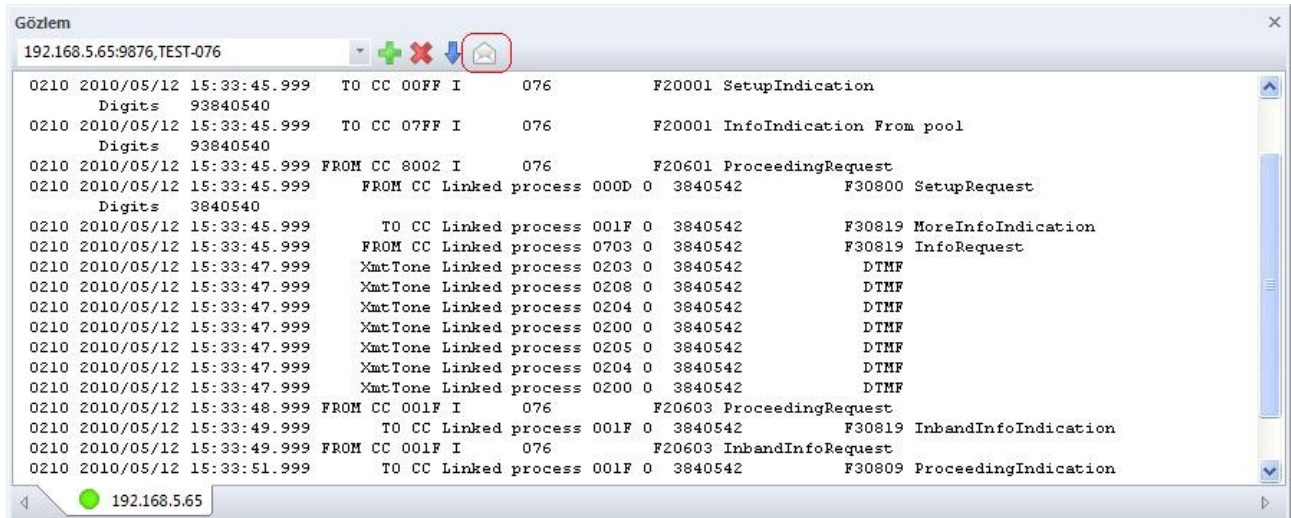 Gözlem
192.168.5.65:9876,TEST-076
0210 2010/05/12 15:33:45.999 TO CC 00FF I 076 F20001 SetupIndication
Digits 93840540
0210 2010/05/12 15:33:45.999 TO CC 07FF I 076 F20001 InfoIndication From pool
Digits 93840540
0210 2010/05/12 15:33:45.999 FROM CC 8002 I 076 F20601 ProceedingRequest
0210 2010/05/12 15:33:45.999 FROM CC Linked process 000D O 3840542 F30800 SetupRequest
Digits 3840540
0210 2010/05/12 15:33:45.999 TO CC Linked process 001F O 3840542 F30819 MoreInfoIndication
0210 2010/05/12 15:33:45.999 FROM CC Linked process 0703 O 3840542 F30819 InfoRequest
0210 2010/05/12 15:33:47.999 XmtTone Linked process 0203 O 3840542 DTMF
0210 2010/05/12 15:33:47.999 XmtTone Linked process 0208 O 3840542 DTMF
0210 2010/05/12 15:33:47.999 XmtTone Linked process 0204 O 3840542 DTMF
0210 2010/05/12 15:33:47.999 XmtTone Linked process 0200 O 3840542 DTMF
0210 2010/05/12 15:33:47.999 XmtTone Linked process 0205 O 3840542 DTMF
0210 2010/05/12 15:33:47.999 XmtTone Linked process 0204 O 3840542 DTMF
0210 2010/05/12 15:33:47.999 XmtTone Linked process 0200 O 3840542 DTMF
0210 2010/05/12 15:33:48.999 FROM CC 001F I 076 F20603 ProceedingRequest
0210 2010/05/12 15:33:49.999 TO CC Linked process 001F O 3840542 F30819 InbandInfoIndication
0210 2010/05/12 15:33:49.999 FROM CC 001F I 076 F20603 InbandInfoRequest
0210 2010/05/12 15:33:51.999 TO CC Linked process 001F O 3840542 F30809 ProceedingIndication
192.168.5.65